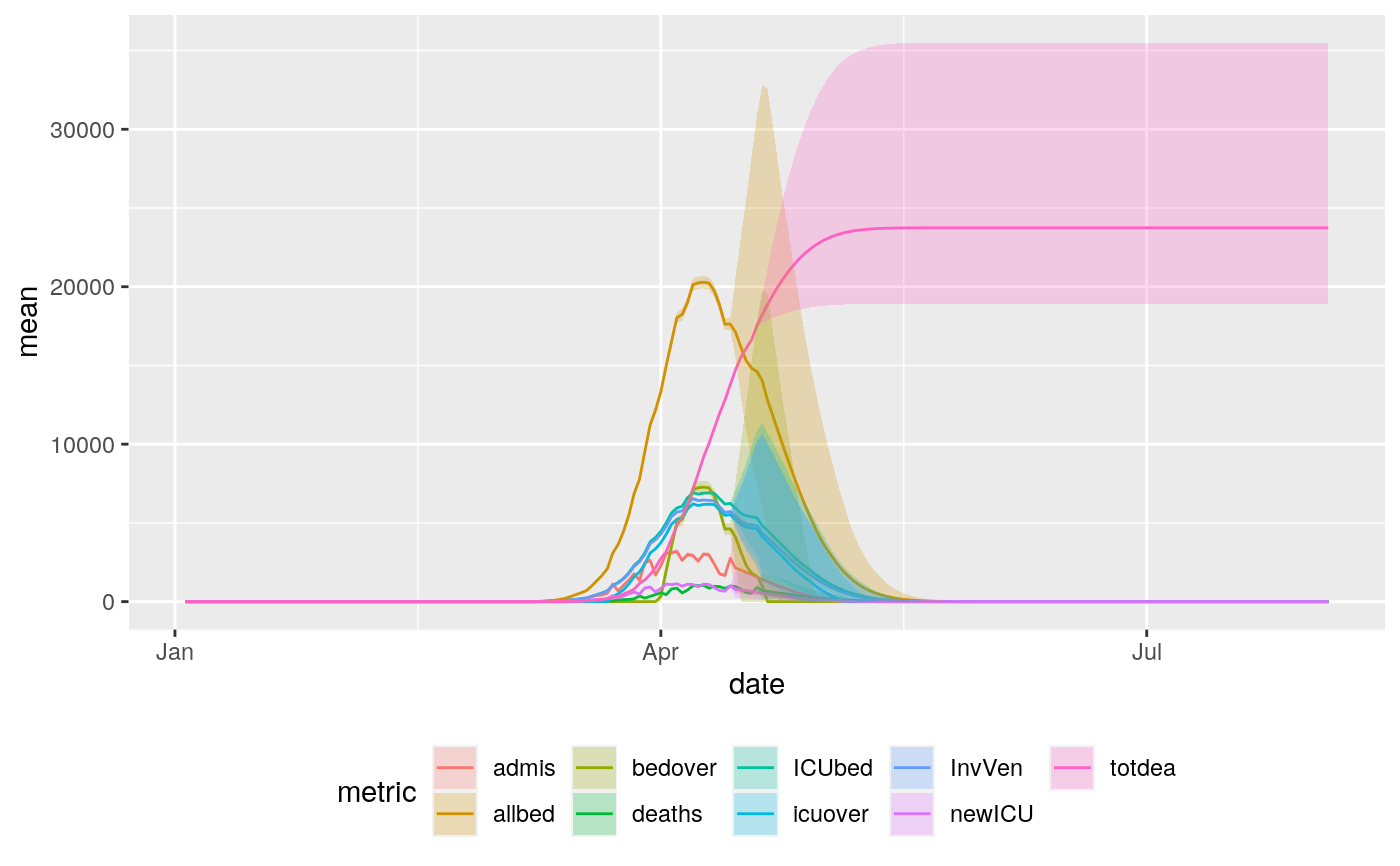 30000
20000
mean
10000
0
Jan Apr Jul
date
admis bedover ICUbed InvVen totdea
metric
allbed deaths icuover newICU